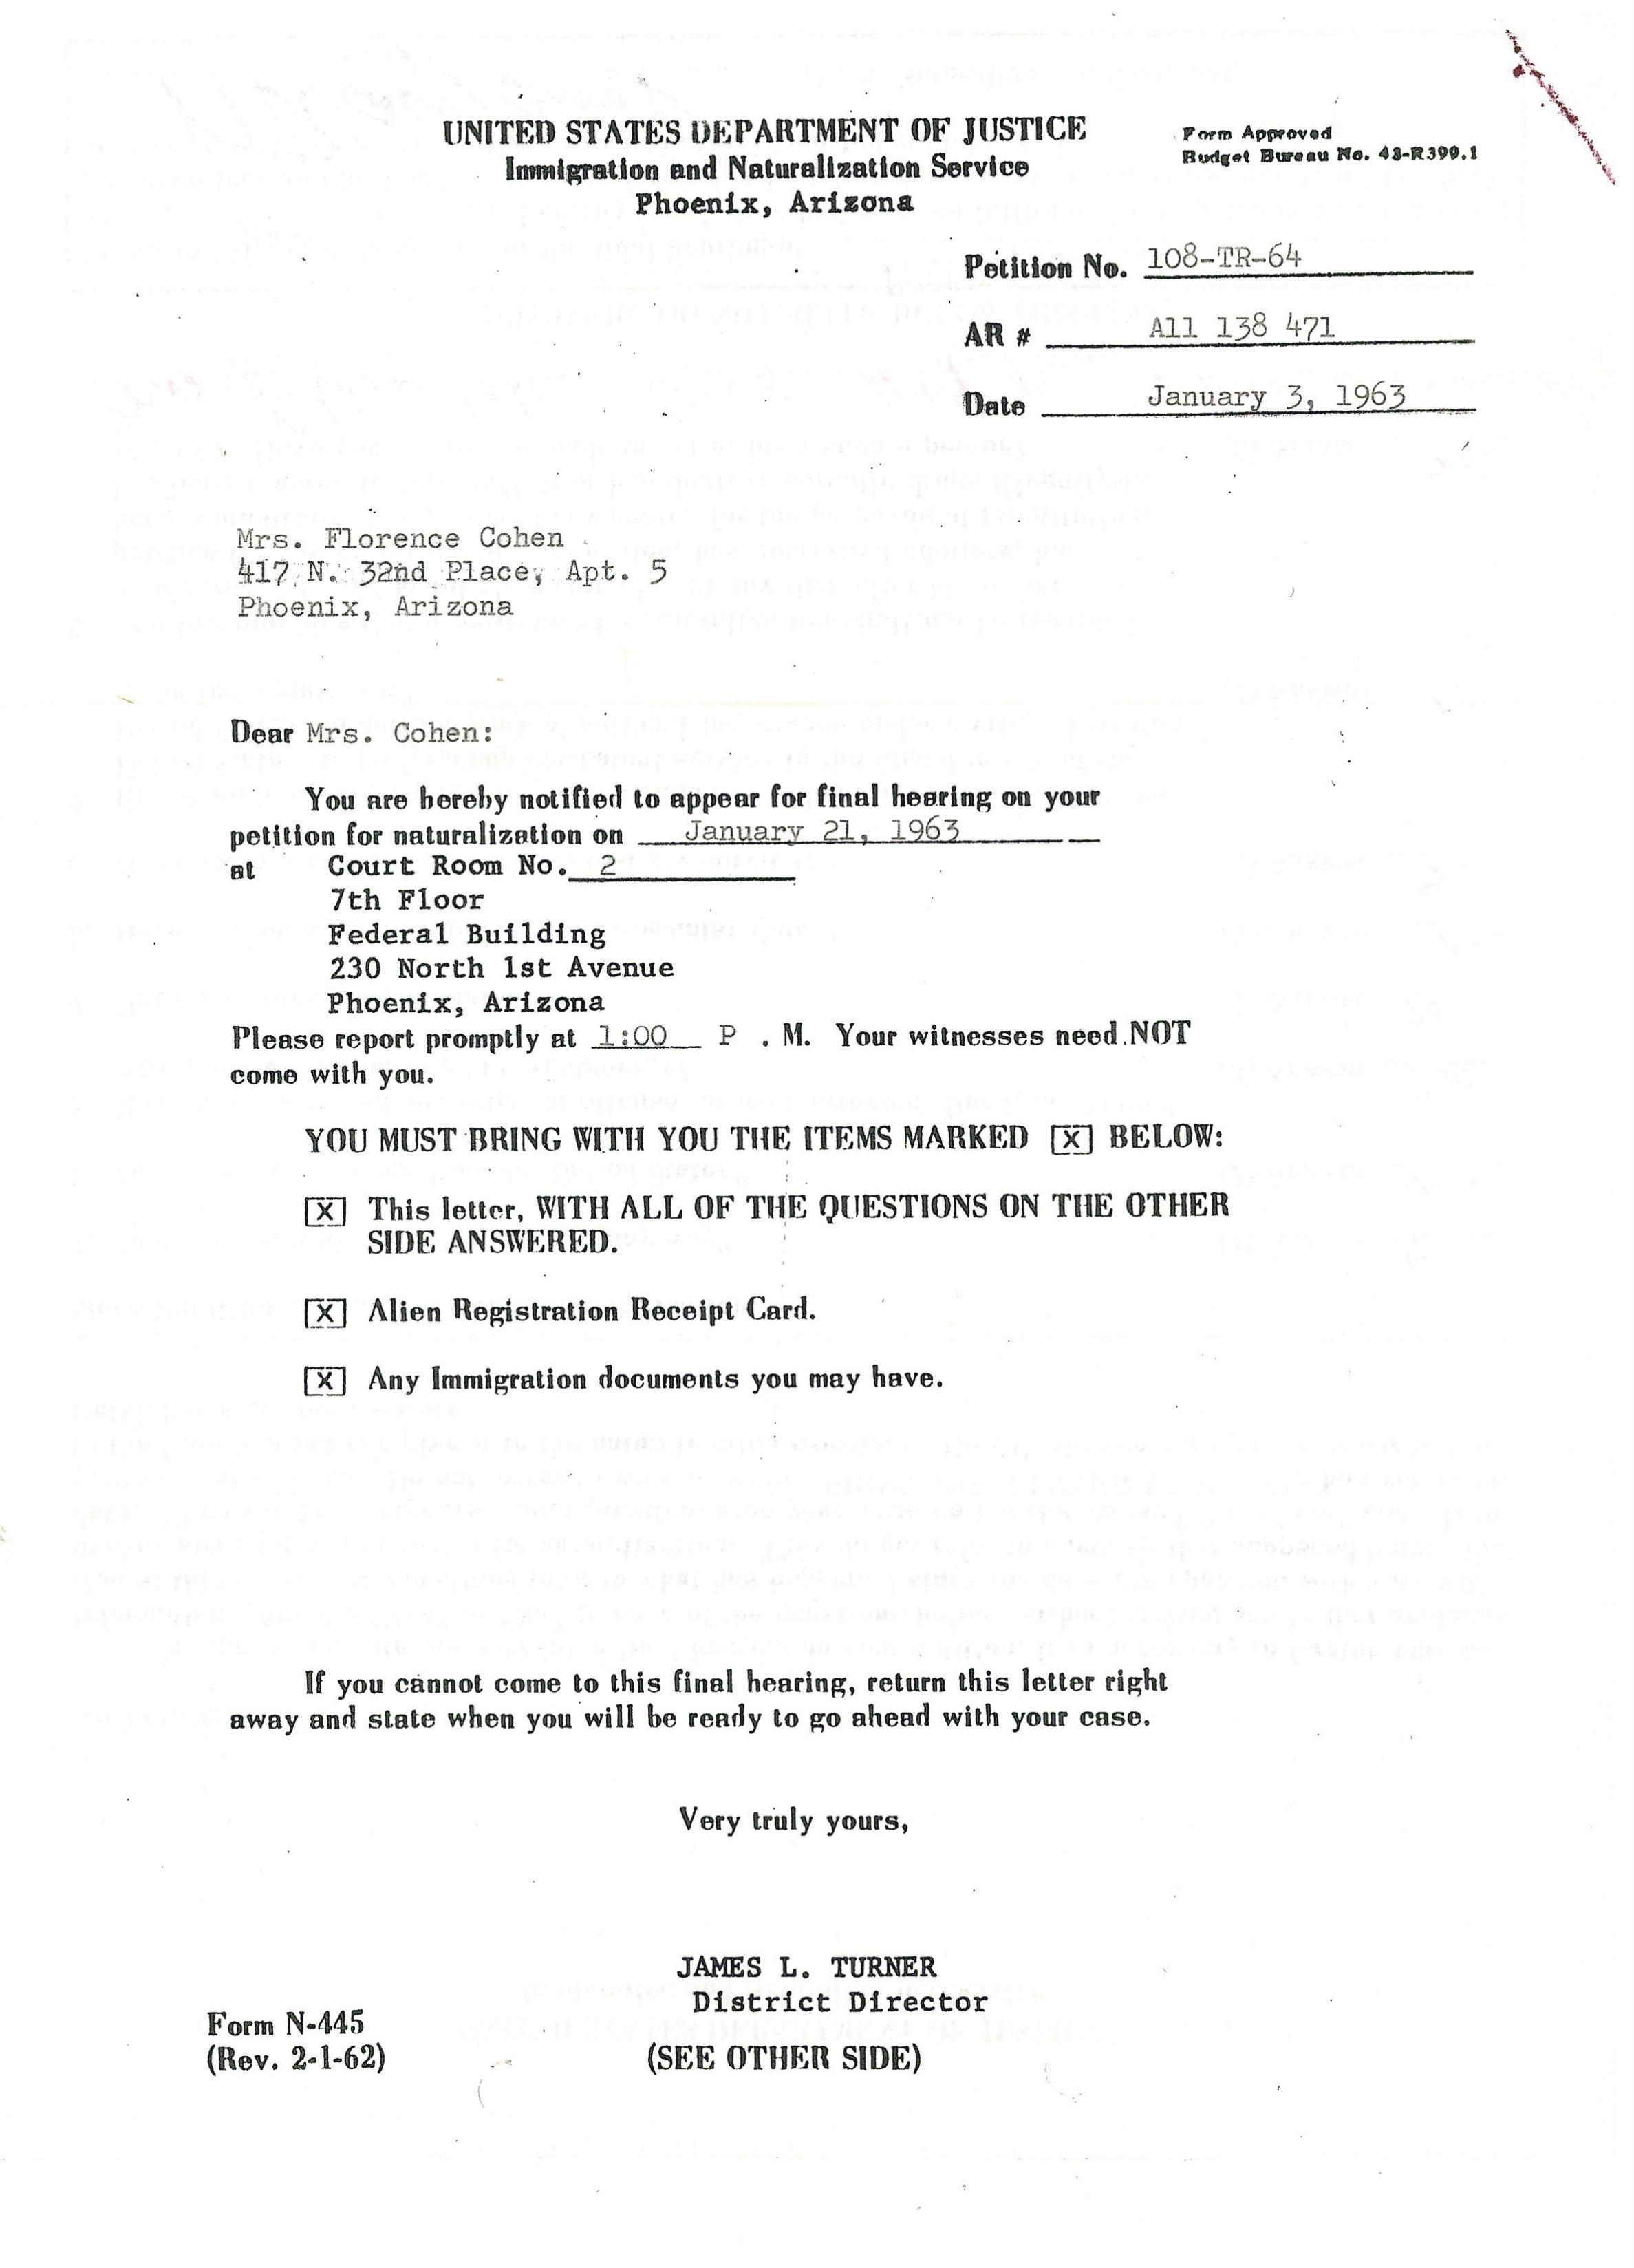 UNITED STATES DEPARTMENT OF JUSTICE
Immigration and Naturalization Service
Phoenix, Arizona
Form Approved
Budget Bureau No. 43-R399.1
Petition No. 108-TR-64
AR # A11 138 471
Date January 3, 1963
Mrs. Florence Cohen
417 N. 32nd Place, Apt. 5
Phoenix, Arizona
Dear Mrs. Cohen:
You are hereby notified to appear for final hearing on your
petition for naturalization on January 21, 1963
at Court Room No. 2
7th Floor
Federal Building
230 North 1st Avenue
Phoenix, Arizona
Please report promptly at 1:00 P . M. Your witnesses need NOT
come with you.
YOU MUST BRING WITH YOU THE ITEMS MARKED [X] BELOW:
[X] This letter, WITH ALL OF THE QUESTIONS ON THE OTHER
SIDE ANSWERED.
[X] Alien Registration Receipt Card.
[X] Any Immigration documents you may have.
If you cannot come to this final hearing, return this letter right
away and state when you will be ready to go ahead with your case.
Very truly yours,
JAMES L. TURNER
District Director
Form N-445
(Rev. 2-1-62)
(SEE OTHER SIDE)